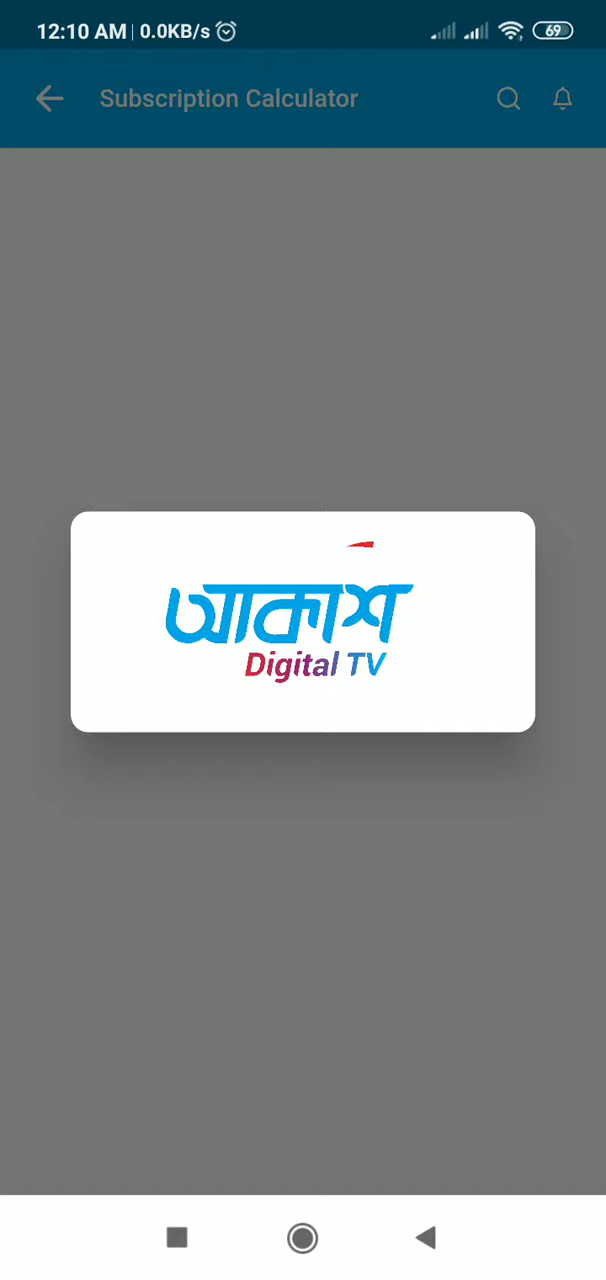 12:10 AM 0.0KB/s 69
Subscription Calculator
আকাশ
Digital TV